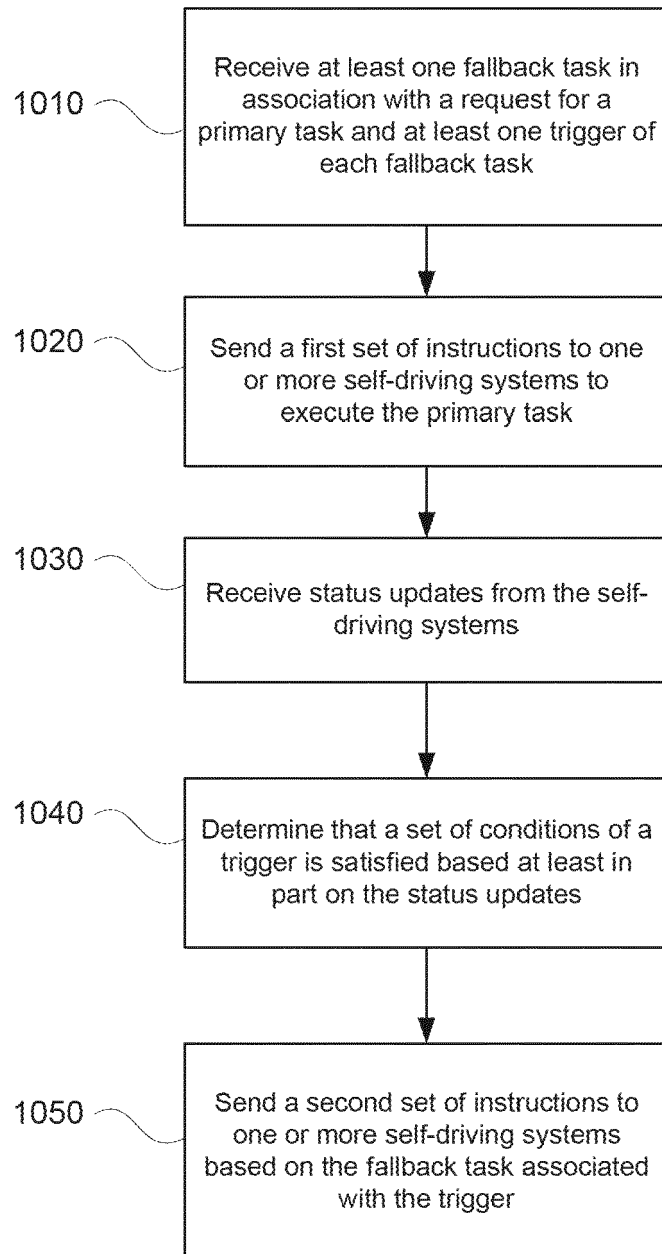 1010
Receive at least one fallback task in
association with a request for a
primary task and at least one trigger of
each fallback task
1020
Send a first set of instructions to one
or more self-driving systems to
execute the primary task
1030
Receive status updates from the self-
driving systems
1040
Determine that a set of conditions of a
trigger is satisfied based at least in
part on the status updates
1050
Send a second set of instructions to
one or more self-driving systems
based on the fallback task associated
with the trigger